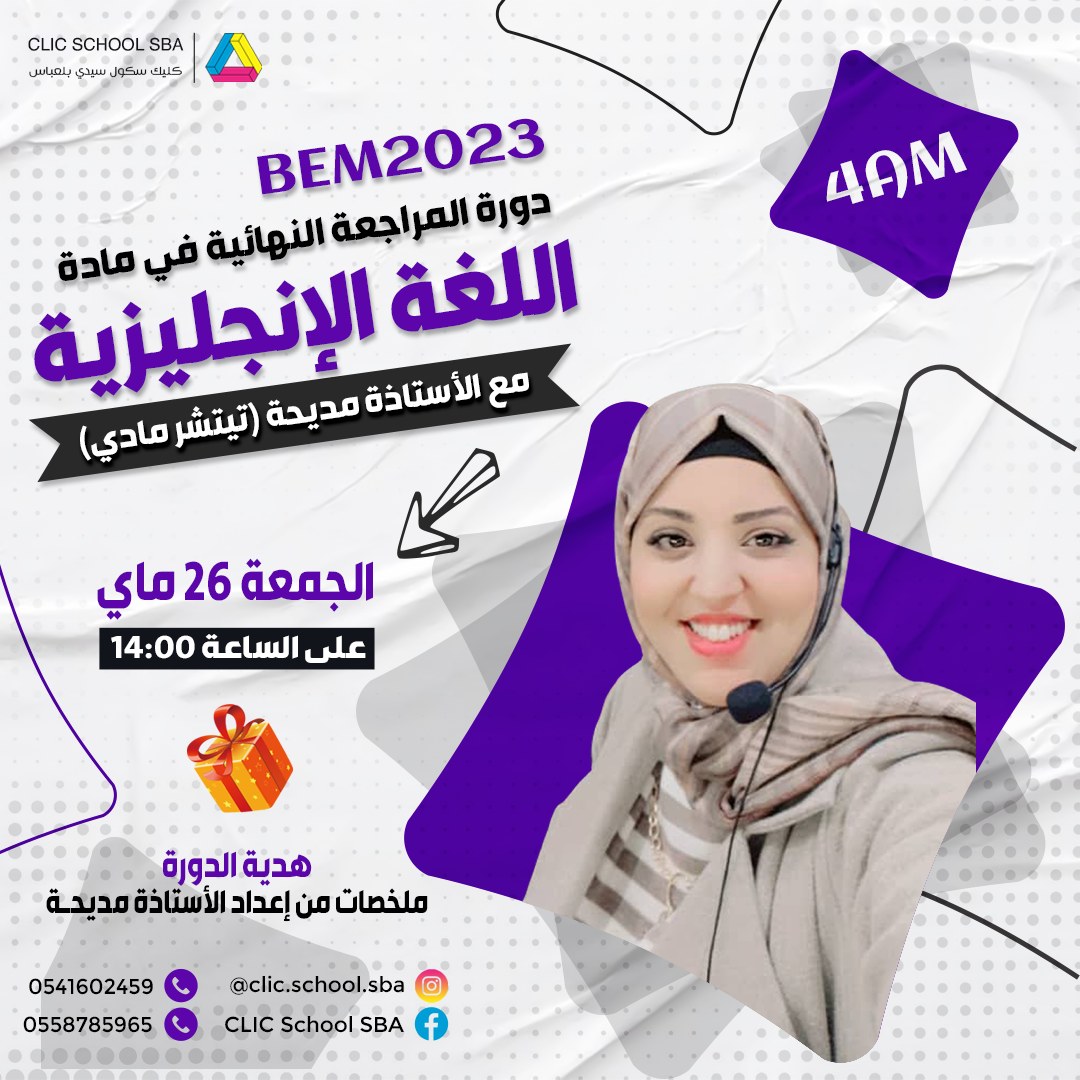 CLIC SCHOOL SBA
كليك سكول سيدي بلعباس
4AM
BEM2023
دورة المراجعة النهائية في مادة
اللغة الإنجليزية
مع الأستاذة مديحة (تيتشر مادي)
الجمعة 26 ماي
على الساعة 14:00
هدية الدورة
ملخصات من إعداد الأستاذة مديحـة
0541602459
@clic.school.sba
0558785965
CLIC School SBA